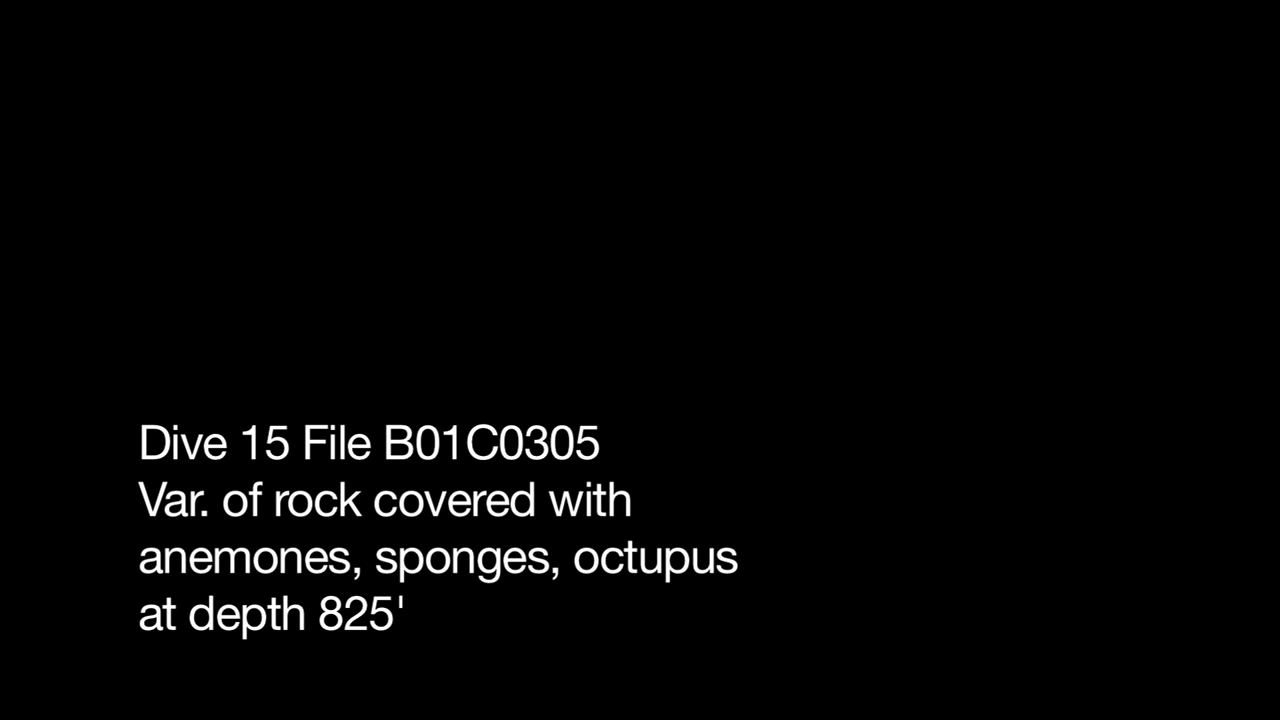 Dive 15 File B01C0305
Var. of rock covered with
anemones, sponges, octupus
at depth 825'